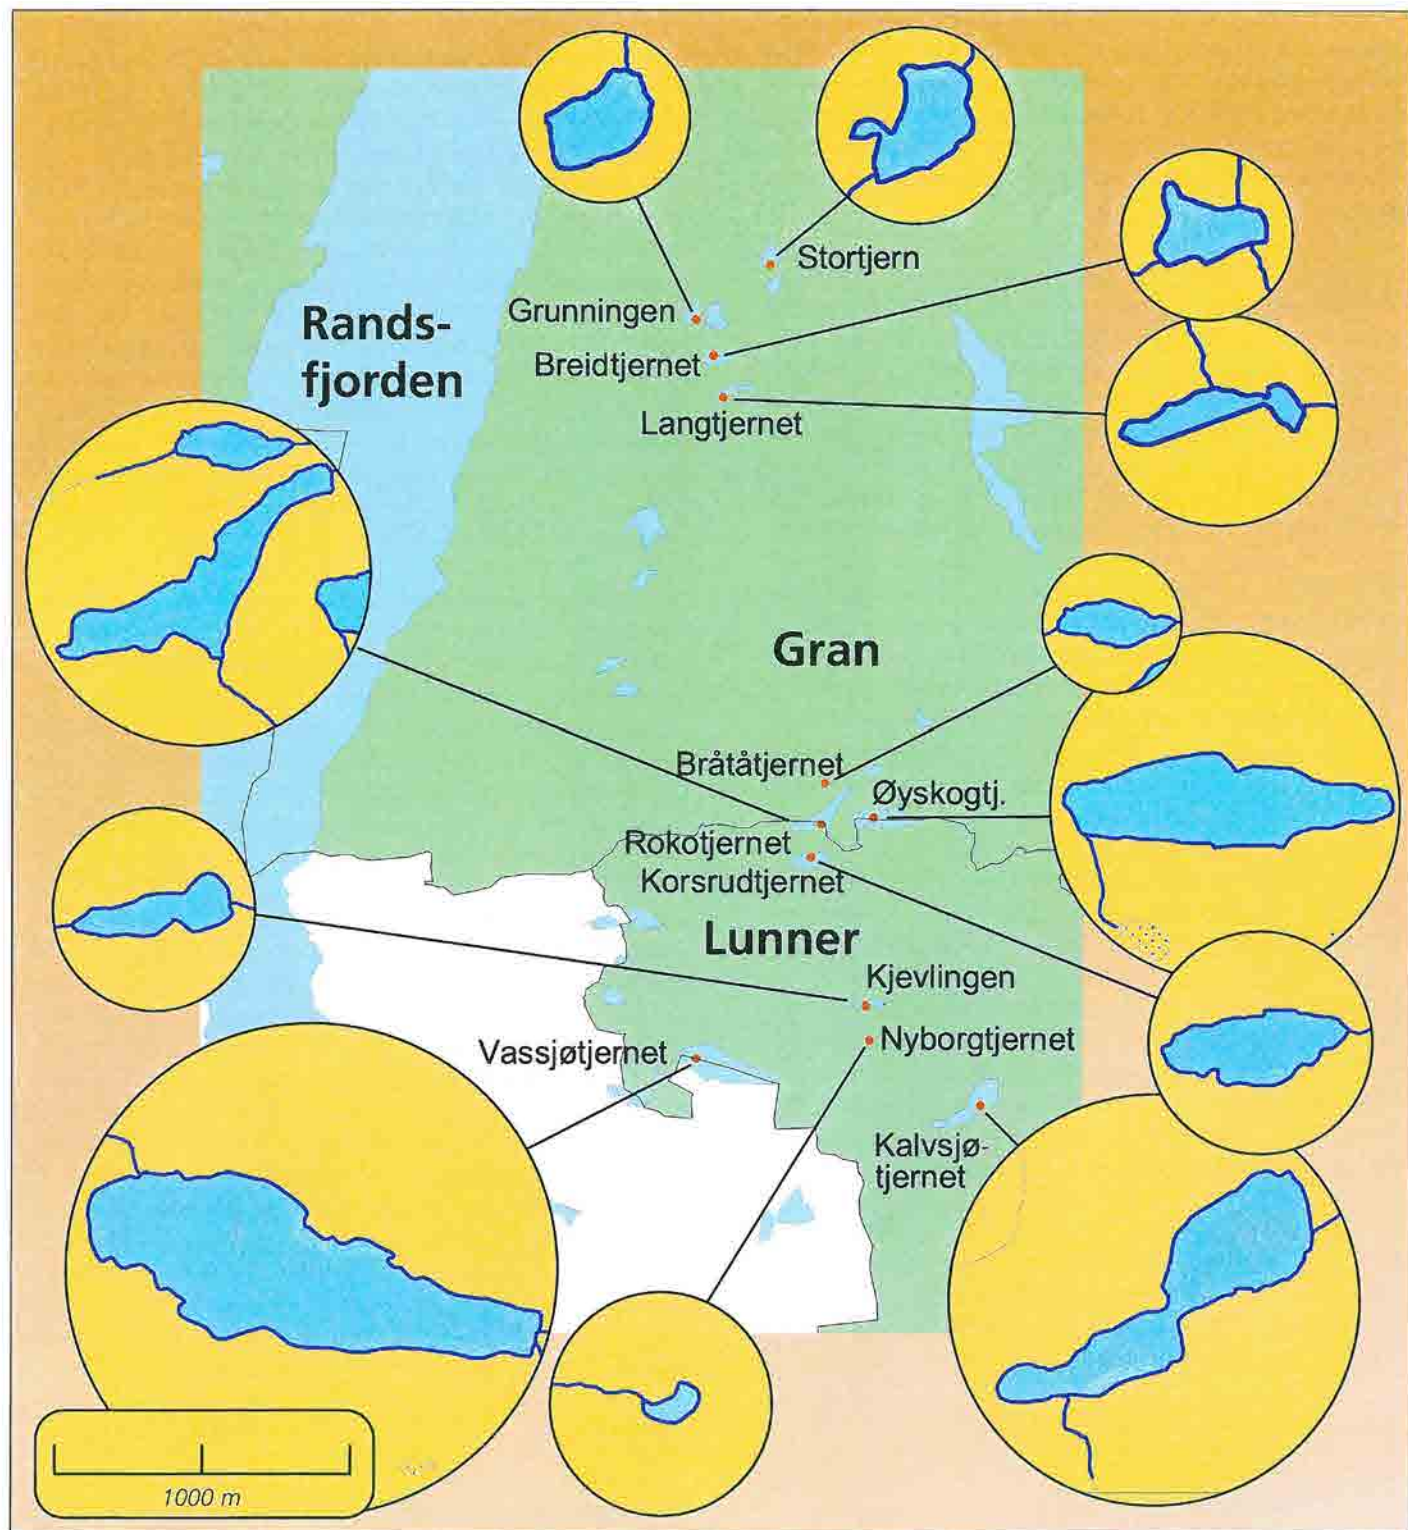 Stortjern
Grunningen
Rands-
fjorden
Breidtjernet
Langtjernet
Gran
Bråtåtjernet
Øyskogtj.
Rokotjernet
Korsrudtjernet
Lunner
Kjevlingen
Vassjøtjernet
Nyborgtjernet
Kalvsjø-
tjernet
1000 m